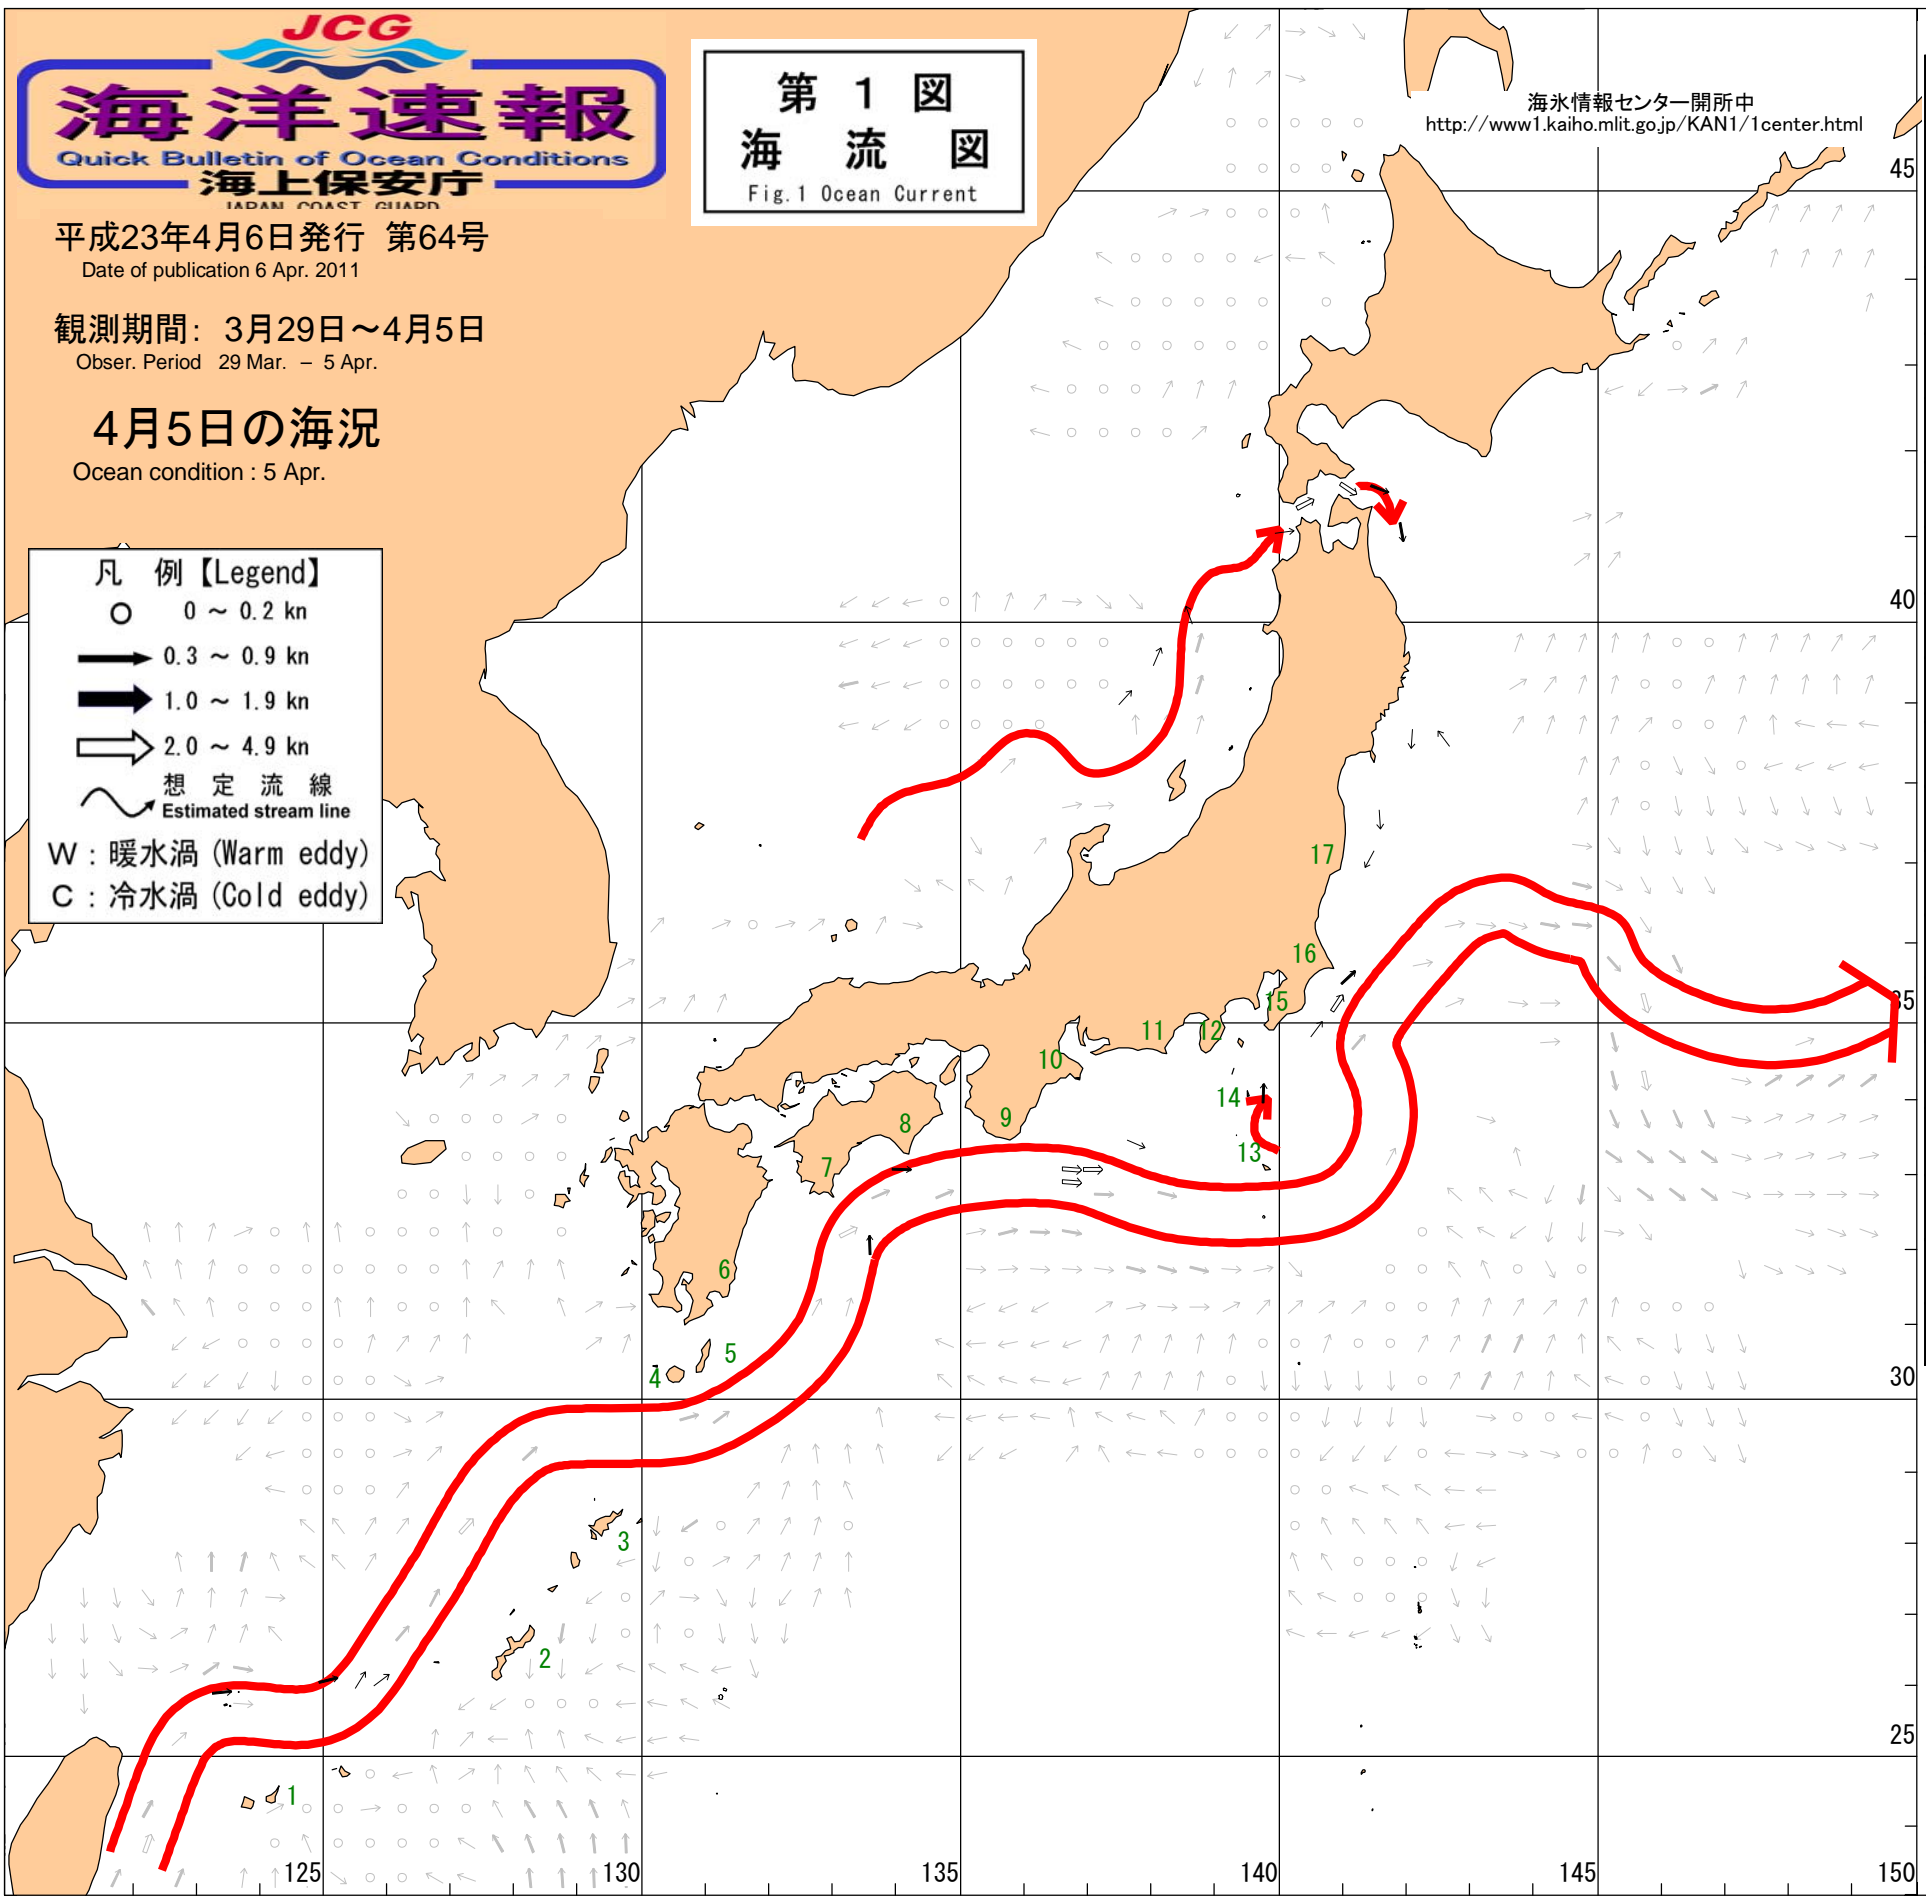 JCG
海洋速報
Quick Bulletin of Ocean Conditions
海上保安庁
JAPAN COAST GUARD
平成23年4月6日発行 第64号
Date of publication 6 Apr. 2011
観測期間: 3月29日～4月5日
Obser. Period 29 Mar. – 5 Apr.
4月5日の海況
Ocean condition : 5 Apr.
第 1 図
海 流 図
Fig.1 Ocean Current
海氷情報センター開所中
http://www1.kaiho.mlit.go.jp/KAN1/1center.html
凡 例【Legend】
0 ～ 0.2 kn
0.3 ～ 0.9 kn
1.0 ～ 1.9 kn
2.0 ～ 4.9 kn
想 定 流 線
Estimated stream line
W : 暖水渦 (Warm eddy)
C : 冷水渦 (Cold eddy)
45
40
17
16
35
15
11
12
10
14
9
8
13
7
6
5
4
30
3
2
25
1
125
130
135
140
145
150